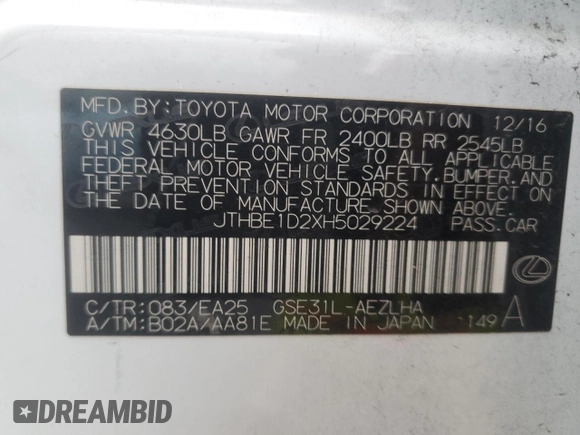 MFD. BY: TOYOTA MOTOR CORPORATION 12/16
GVWR 4630LB GAWR FR 2400LB RR 2545LB
THIS VEHICLE CONFORMS TO ALL APPLICABLE
FEDERAL MOTOR VEHICLE SAFETY, BUMPER, AND
THEFT PREVENTION STANDARDS IN EFFECT ON
THE DATE OF MANUFACTURE SHOWN ABOVE.
JTHBE1D2XH5029224 PASS. CAR
C/TR: 083/EA25 GSE31L-AEZLHA
A/TM: B02A/AA81E MADE IN JAPAN 149 A
DREAMBID